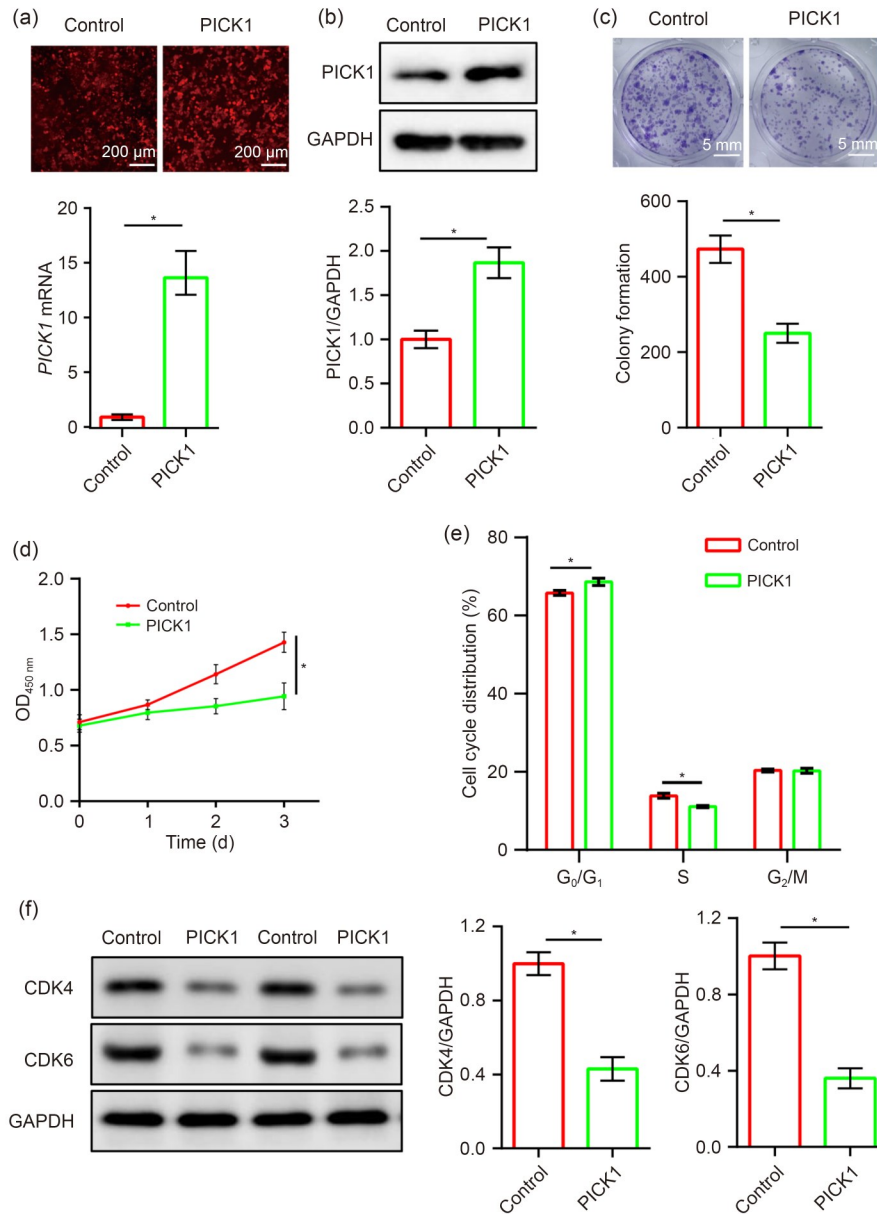 (a)
Control PICK1
200 μm 200 μm
20
15
10
5
0
PICK1 mRNA
*
Control PICK1
(b)
Control PICK1
PICK1
GAPDH
2.5
2.0
1.5
1.0
0.5
0.0
PICK1/GAPDH
*
Control PICK1
(c)
Control PICK1
5 mm 5 mm
600
400
200
0
Colony formation
*
Control PICK1
(d)
2.0
1.5
1.0
0.5
0.0
OD450 nm
Control
PICK1
*
0 1 2 3
Time (d)
(e)
80
60
40
20
0
Cell cycle distribution (%)
Control
PICK1
*
*
G0/G1 S G2/M
(f)
Control PICK1 Control PICK1
CDK4
CDK6
GAPDH
1.2
0.8
0.4
0.0
CDK4/GAPDH
*
Control PICK1
1.2
0.8
0.4
0.0
CDK6/GAPDH
*
Control PICK1